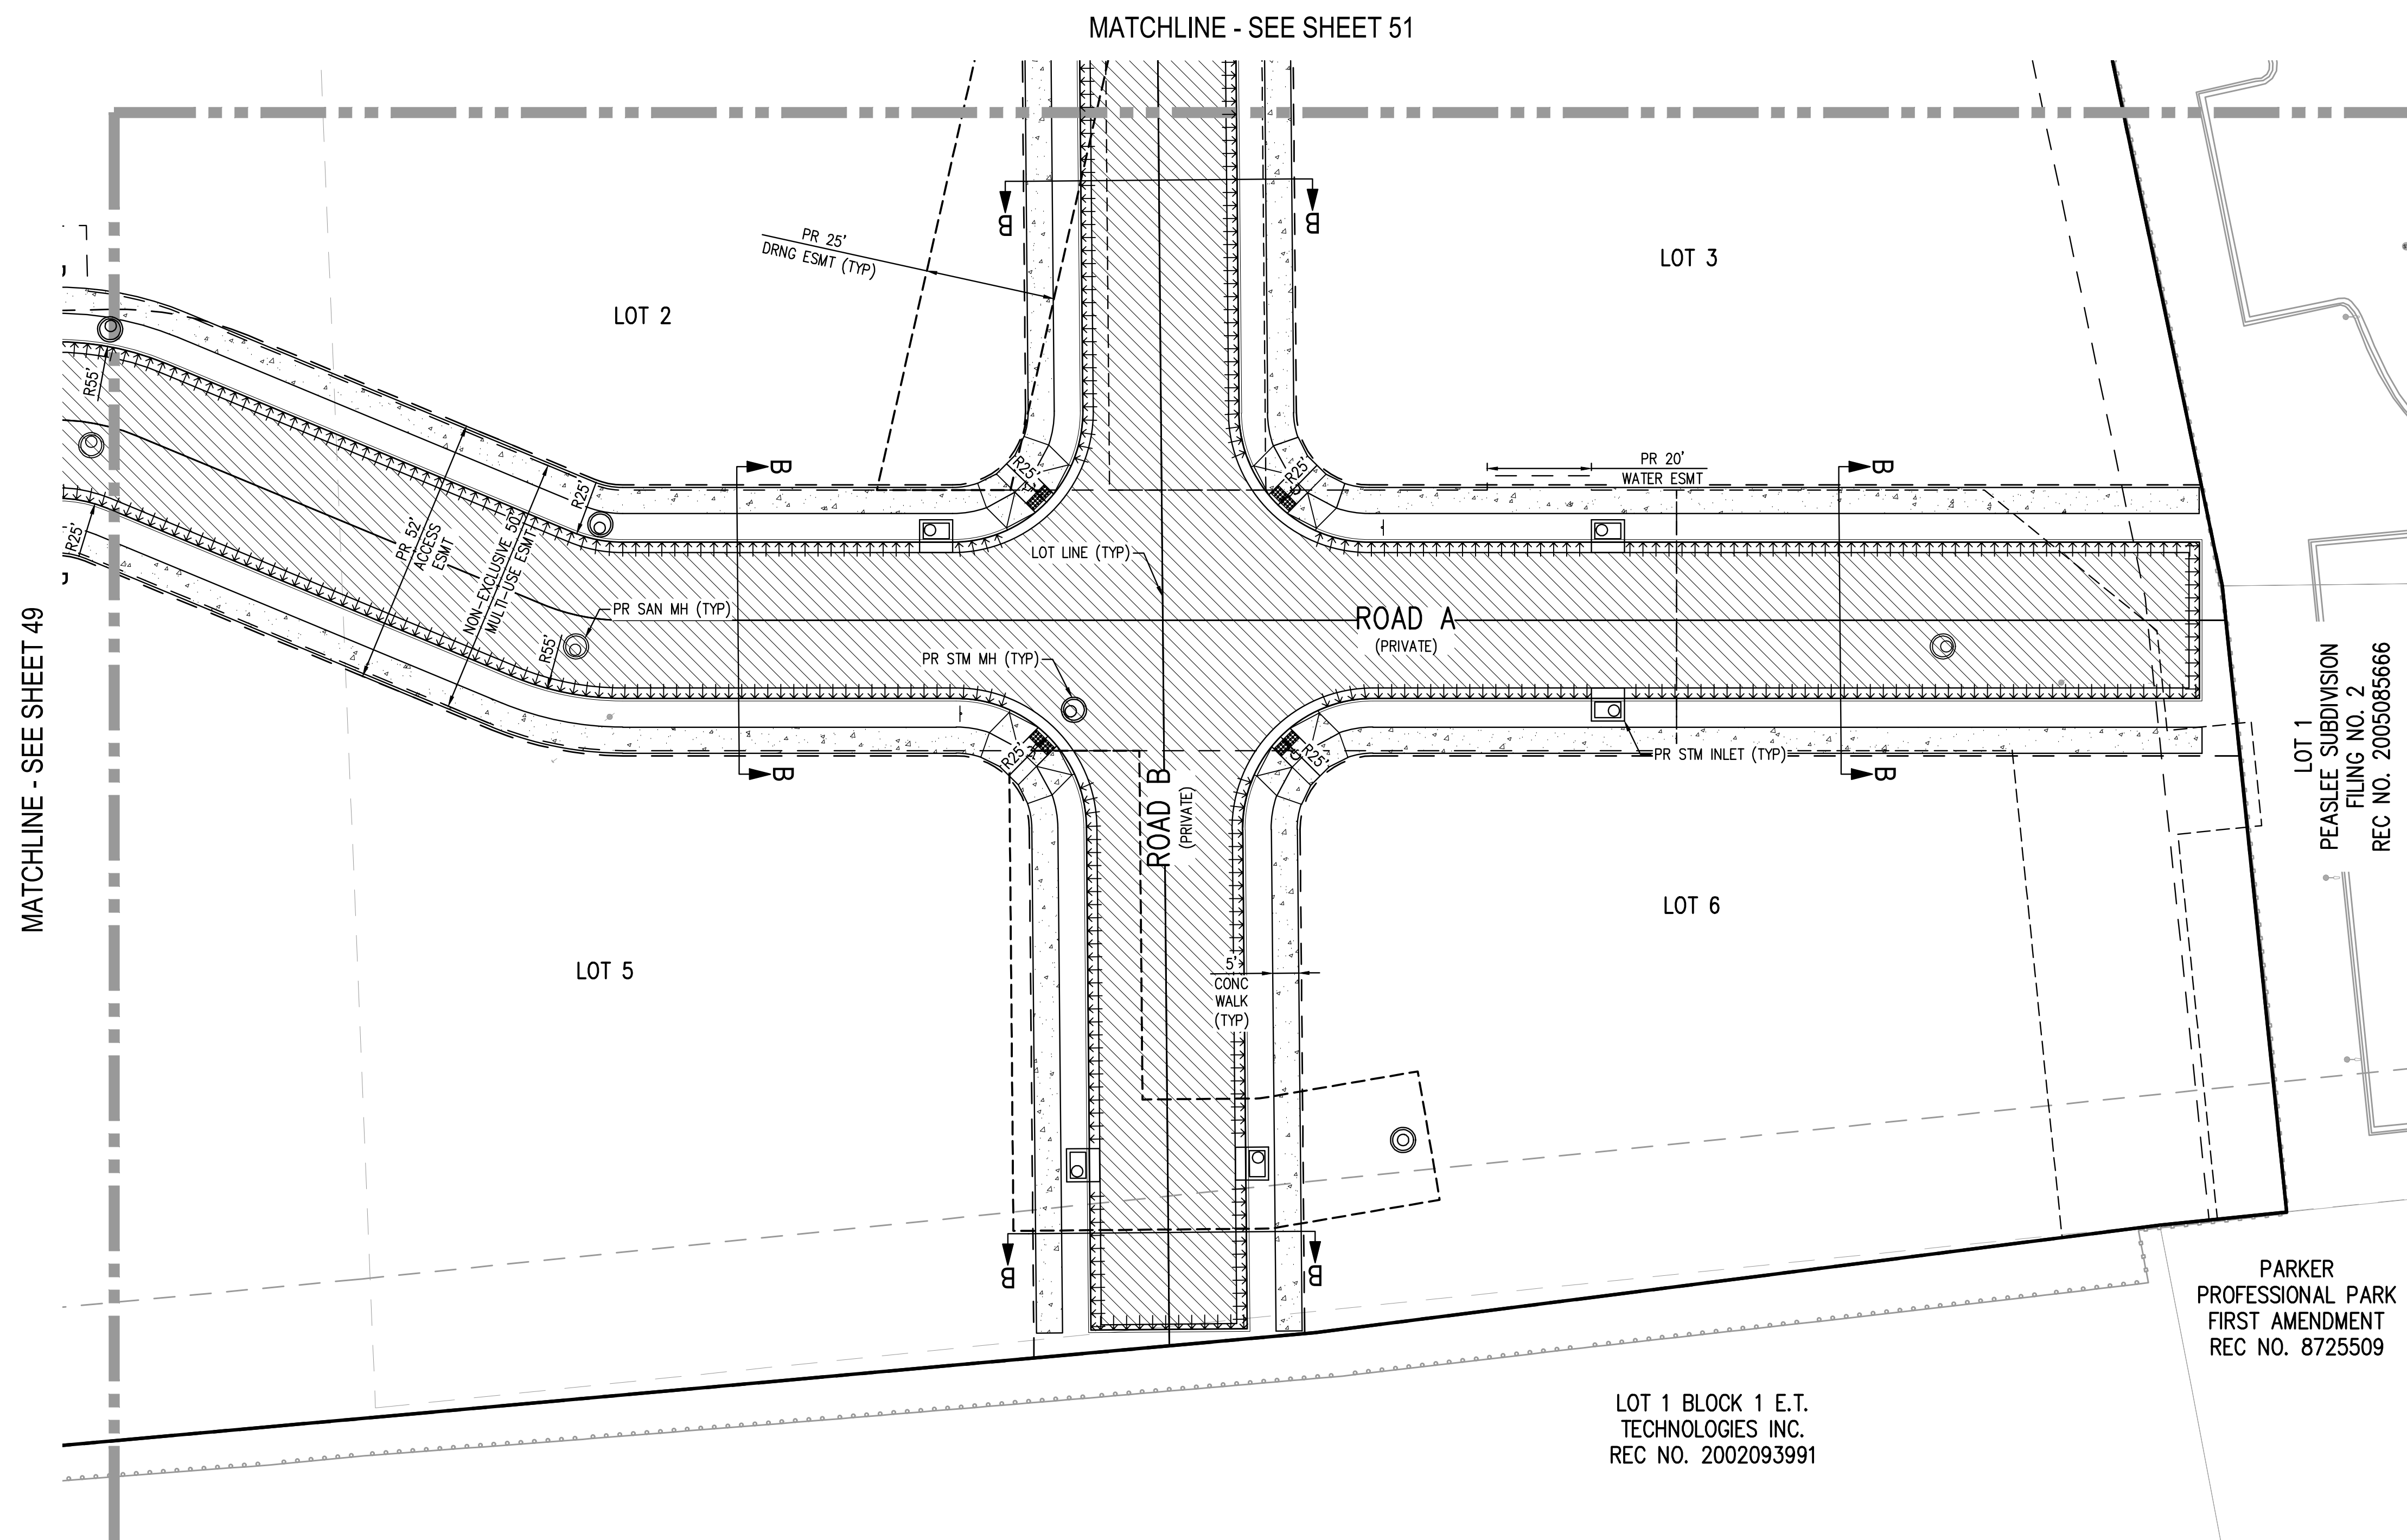 MATCHLINE - SEE SHEET 51
MATCHLINE - SEE SHEET 49
B
B
PR 25'
DRNG ESMT (TYP)
LOT 2
LOT 3
R55'
R25'
PR 52'
ACCESS
ESMT
NON-EXCLUSIVE 50'
MULTI-USE ESMT
R25'
R55'
B
B
R25'
R25'
PR 20'
WATER ESMT
B
B
LOT LINE (TYP)
PR SAN MH (TYP)
ROAD A
(PRIVATE)
PR STM MH (TYP)
R25'
R25'
PR STM INLET (TYP)
ROAD B
(PRIVATE)
LOT 5
LOT 6
5'
CONC
WALK
(TYP)
B
B
LOT 1
PEASLEE SUBDIVISION
FILING NO. 2
REC NO. 2005085666
PARKER
PROFESSIONAL PARK
FIRST AMENDMENT
REC NO. 8725509
LOT 1 BLOCK 1 E.T.
TECHNOLOGIES INC.
REC NO. 2002093991